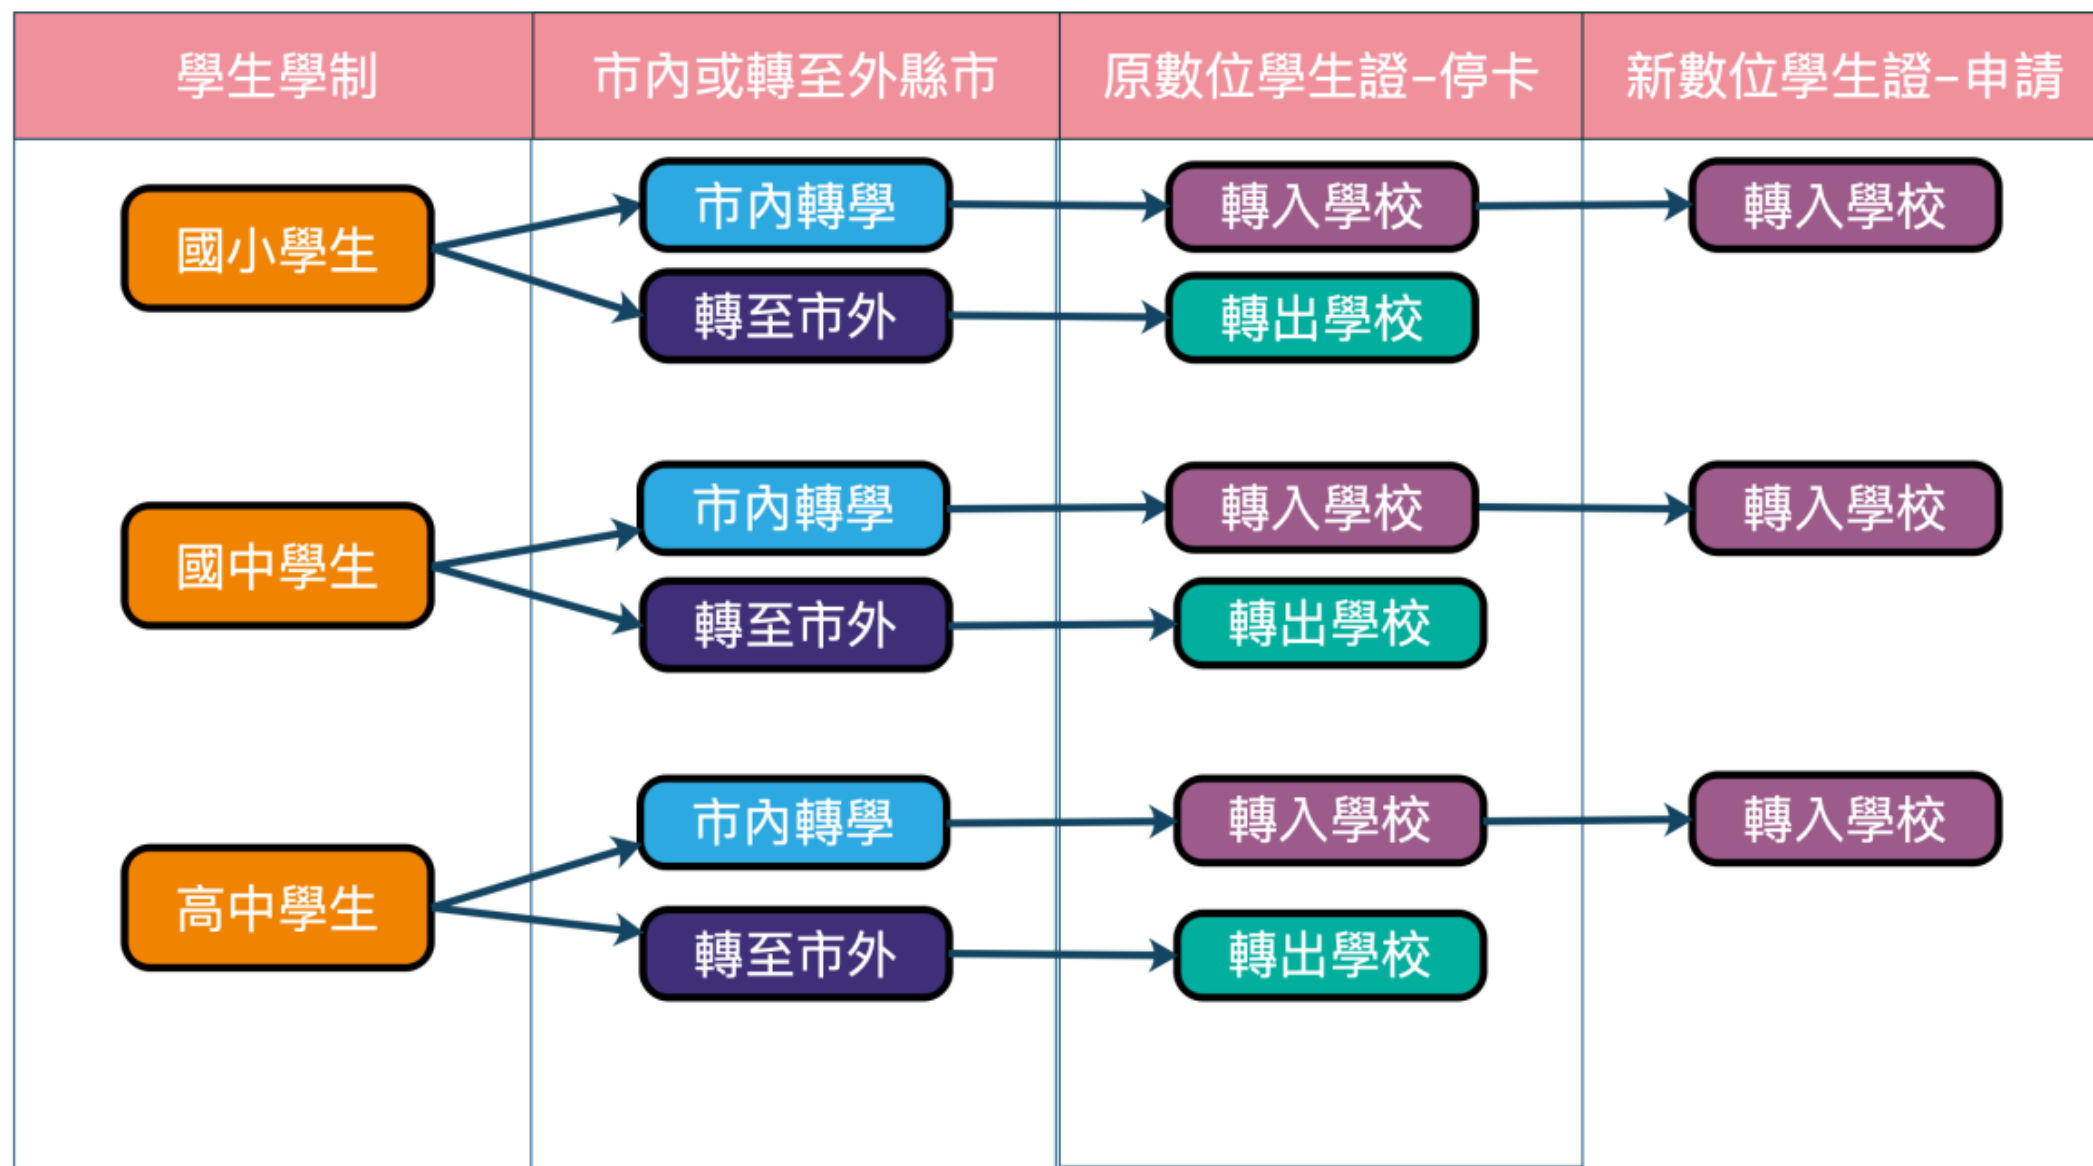 學生學制
市內或轉至外縣市
原數位學生證-停卡
新數位學生證-申請
國小學生
市內轉學
轉入學校
轉入學校
轉至市外
轉出學校
國中學生
市內轉學
轉入學校
轉入學校
轉至市外
轉出學校
高中學生
市內轉學
轉入學校
轉入學校
轉至市外
轉出學校